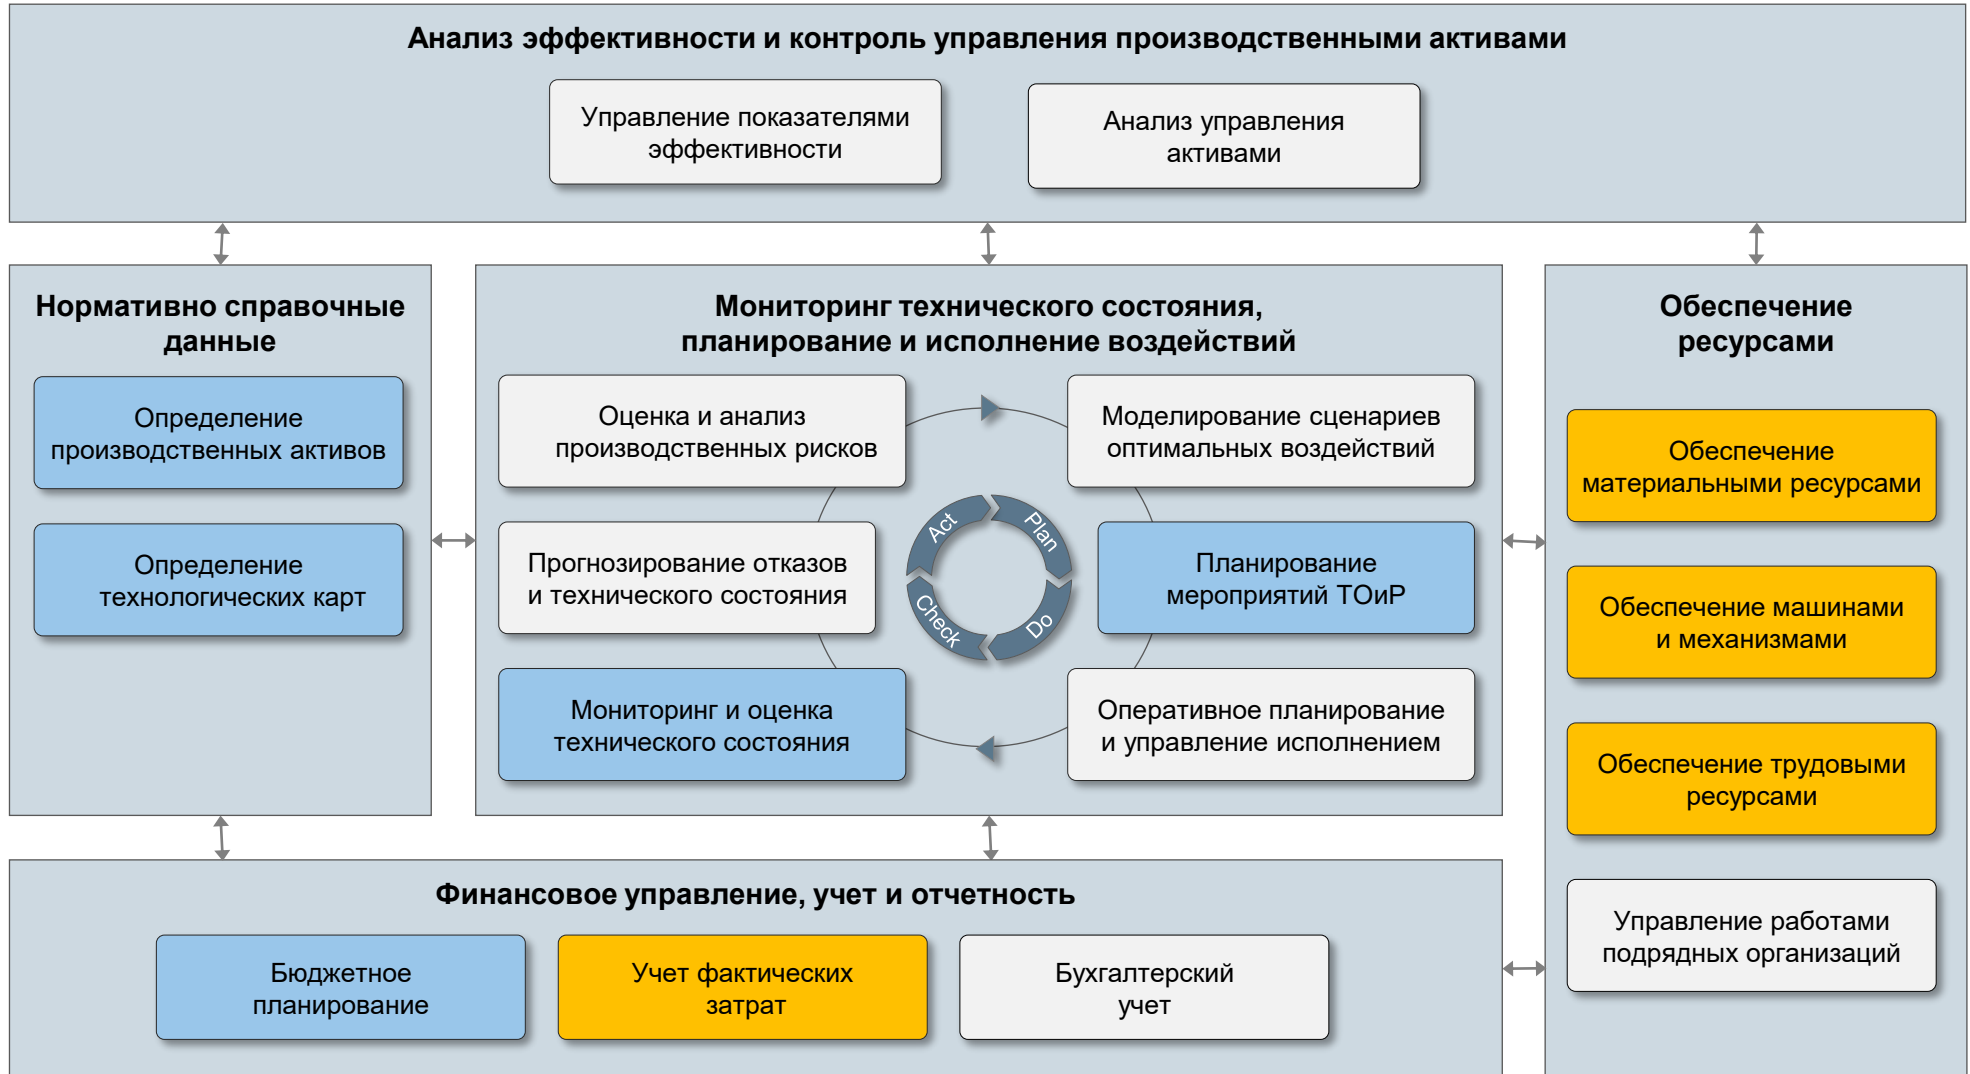 Анализ эффективности и контроль управления производственными активами
Управление показателями
эффективности
Анализ управления
активами
Нормативно справочные
данные
Определение
производственных активов
Определение
технологических карт
Мониторинг технического состояния,
планирование и исполнение воздействий
Оценка и анализ
производственных рисков
Моделирование сценариев
оптимальных воздействий
Прогнозирование отказов
и технического состояния
Act
Plan
Check
Do
Планирование
мероприятий ТОиР
Мониторинг и оценка
технического состояния
Оперативное планирование
и управление исполнением
Обеспечение
ресурсами
Обеспечение
материальными ресурсами
Обеспечение машинами
и механизмами
Обеспечение трудовыми
ресурсами
Управление работами
подрядных организаций
Финансовое управление, учет и отчетность
Бюджетное
планирование
Учет фактических
затрат
Бухгалтерский
учет